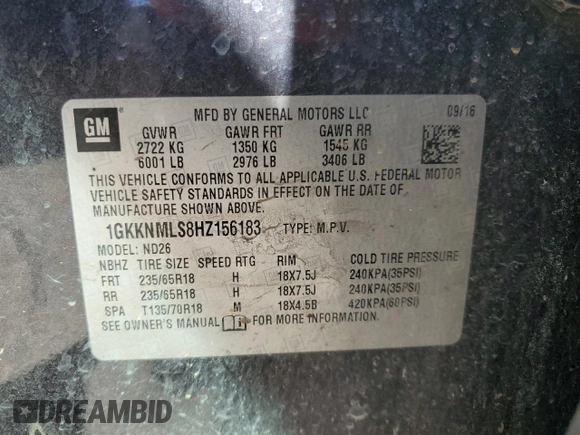 GM
MFD BY GENERAL MOTORS LLC 09/16
GVWR GAWR FRT GAWR RR
2722 KG 1350 KG 1545 KG
6001 LB 2976 LB 3406 LB
THIS VEHICLE CONFORMS TO ALL APPLICABLE U.S. FEDERAL MOTOR
VEHICLE SAFETY STANDARDS IN EFFECT ON THE DATE OF
MANUFACTURE SHOWN ABOVE.
1GKKNMLS8HZ156183 TYPE: M.P.V.
MODEL: ND26
NBHZ TIRE SIZE SPEED RTG RIM COLD TIRE PRESSURE
FRT 235/65R18 H 18X7.5J 240KPA(35PSI)
RR 235/65R18 H 18X7.5J 240KPA(35PSI)
SPA T135/70R18 M 18X4.5B 420KPA(60PSI)
SEE OWNER'S MANUAL FOR MORE INFORMATION.
DREAMBID